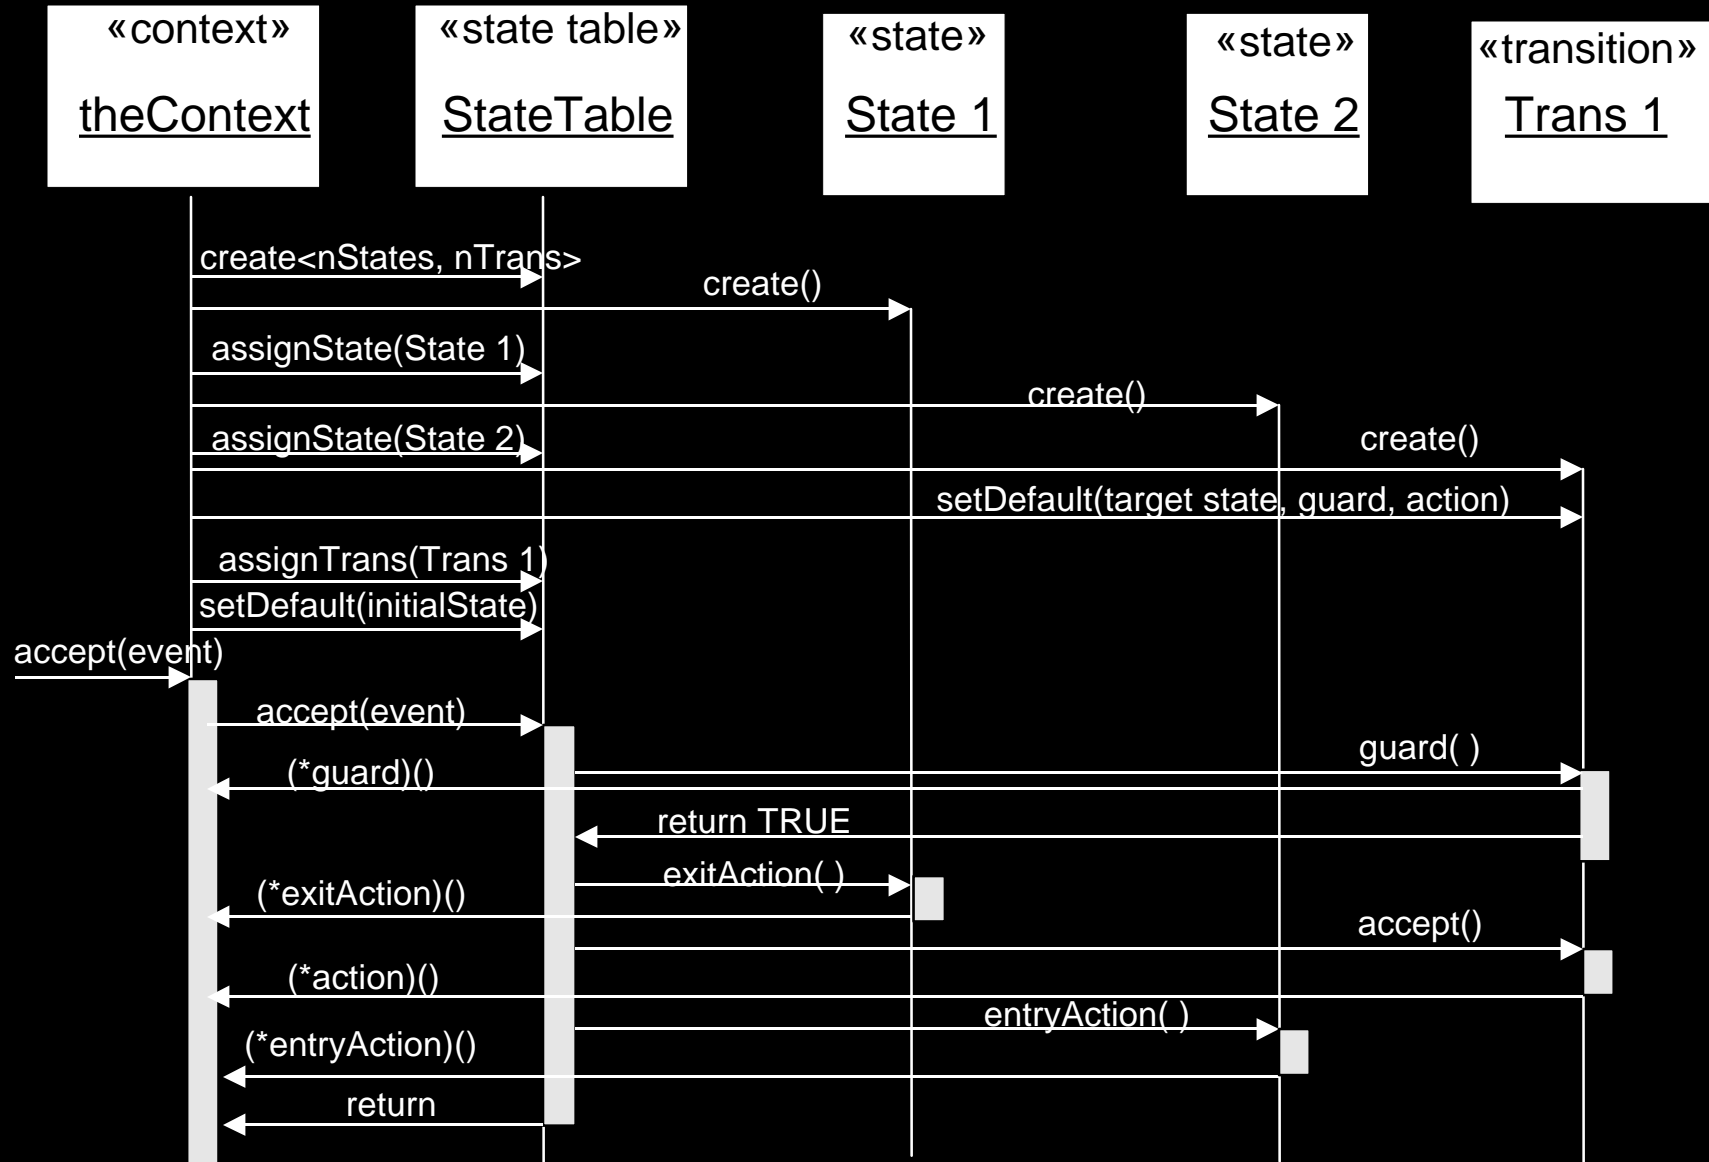 «context»
theContext
«state table»
StateTable
«state»
State 1
«state»
State 2
«transition»
Trans 1
create<nStates, nTrans>
create()
assignState(State 1)
create()
assignState(State 2)
create()
setDefault(target state, guard, action)
assignTrans(Trans 1)
setDefault(initialState)
accept(event)
accept(event)
guard( )
(*guard)()
return TRUE
exitAction( )
(*exitAction)()
accept()
(*action)()
entryAction( )
(*entryAction)()
return